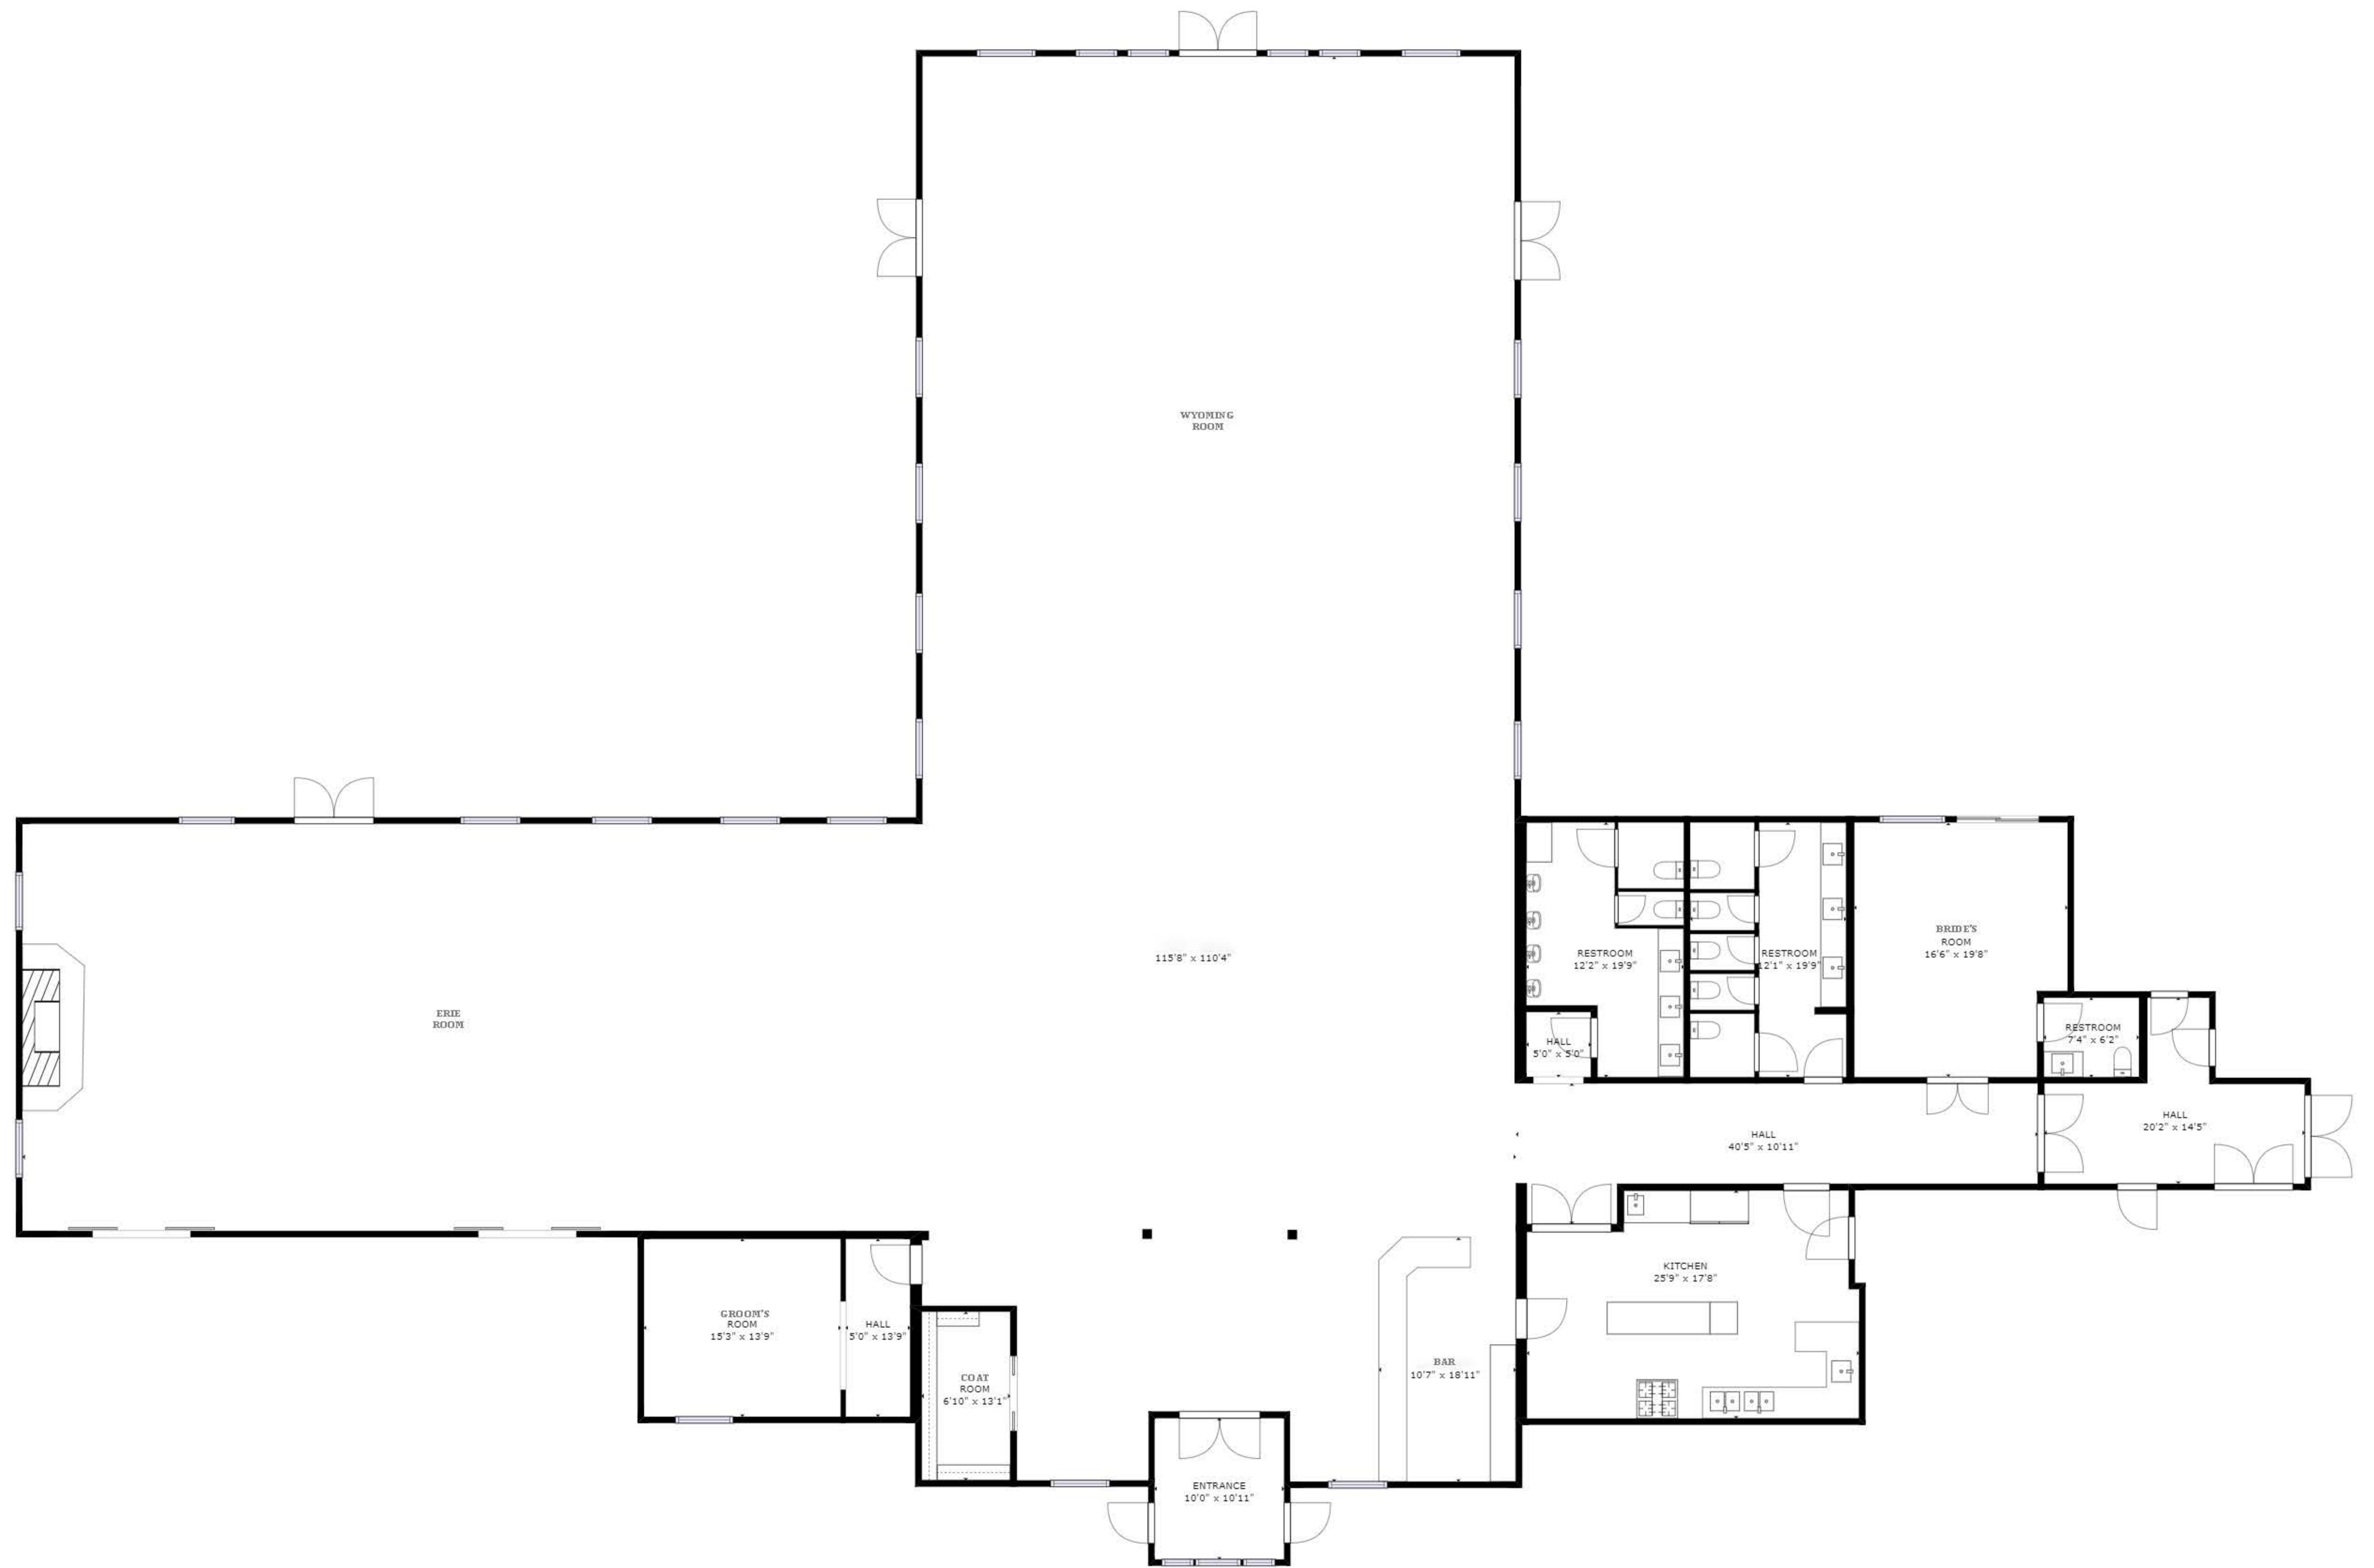 WYOMING
ROOM
115'8" x 110'4"
ERIE
ROOM
RESTROOM
12'2" x 19'9"
RESTROOM
12'1" x 19'9"
BRIDE'S
ROOM
16'6" x 19'8"
HALL
5'0" x 5'0"
RESTROOM
7'4" x 6'2"
HALL
20'2" x 14'5"
HALL
40'5" x 10'11"
KITCHEN
25'9" x 17'8"
GROOM'S
ROOM
15'3" x 13'9"
HALL
5'0" x 13'9"
COAT
ROOM
6'10" x 13'1"
BAR
10'7" x 18'11"
ENTRANCE
10'0" x 10'11"